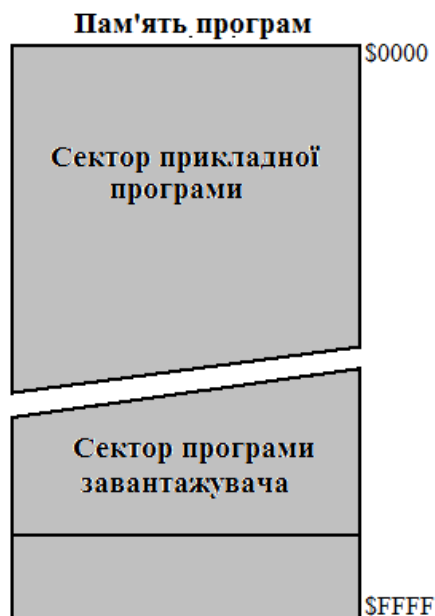 Пам'ять програм
$0000
Сектор прикладної
програми
Сектор програми
завантажувача
$FFFF